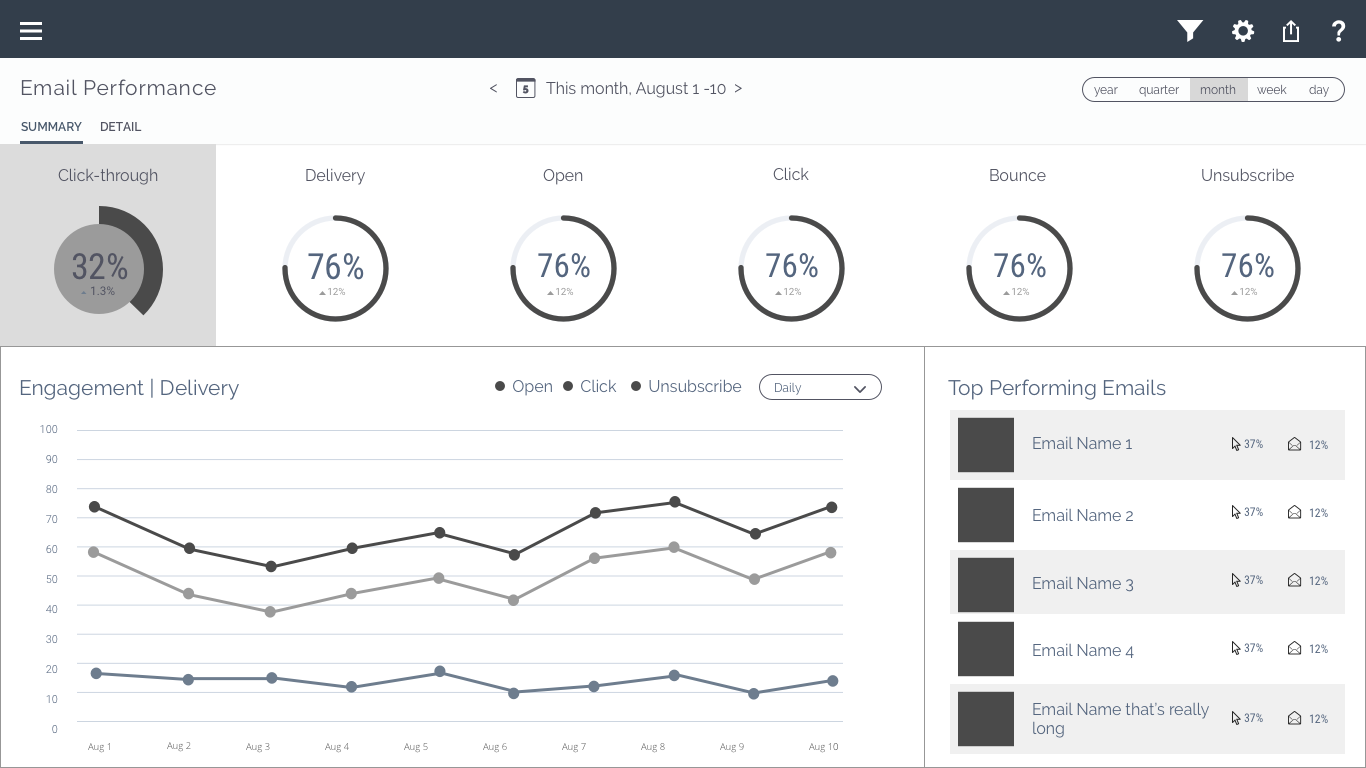 ?
Email Performance
< 5 This month, August 1 -10 >
year quarter month week day
SUMMARY DETAIL
Click-through
32%
1.3%
Delivery
76%
12%
Open
76%
12%
Click
76%
12%
Bounce
76%
12%
Unsubscribe
76%
12%
Engagement | Delivery
Open Click Unsubscribe
Daily
100
90
80
70
60
50
40
30
20
10
0
Aug 1 Aug 2 Aug 3 Aug 4 Aug 5 Aug 6 Aug 7 Aug 8 Aug 9 Aug 10
Top Performing Emails
Email Name 1 37% 12%
Email Name 2 37% 12%
Email Name 3 37% 12%
Email Name 4 37% 12%
Email Name that's really
long
37% 12%